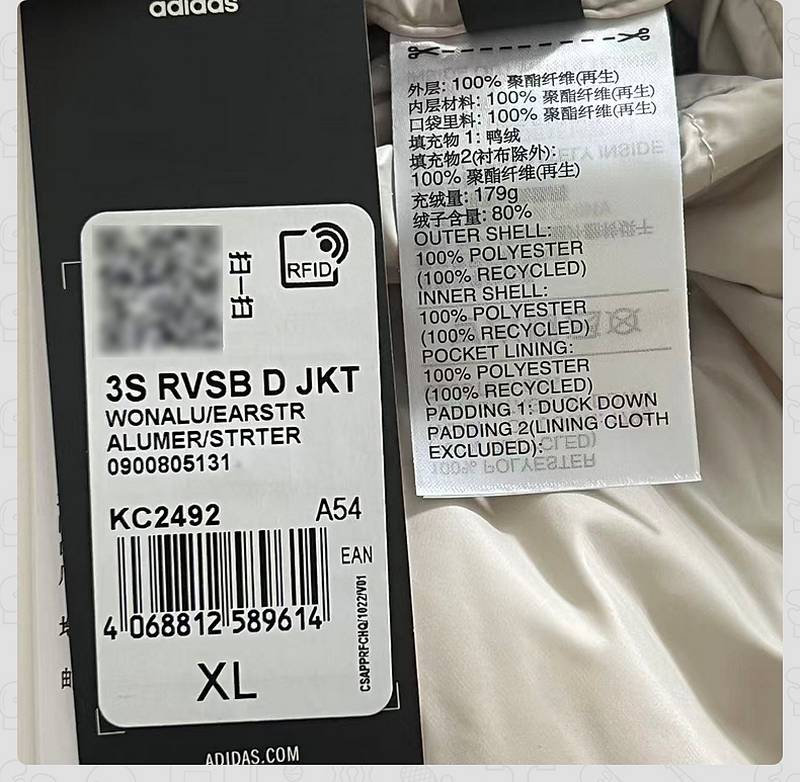 adidas
扫一扫
RFID
3S RVSB D JKT
WONALU/EARSTR
ALUMER/STRTER
0900805131
KC2492
A54
EAN
4 068812 589614
CSAPPRFCHQ/1022/V01
XL
ADIDAS.COM
外层: 100% 聚酯纤维(再生)
内层材料: 100% 聚酯纤维(再生)
口袋里料: 100% 聚酯纤维(再生)
填充物 1: 鸭绒
填充物2(衬布除外):
100% 聚酯纤维(再生)
充绒量: 179g
绒子含量: 80%
OUTER SHELL:
100% POLYESTER
(100% RECYCLED)
INNER SHELL:
100% POLYESTER
(100% RECYCLED)
POCKET LINING:
100% POLYESTER
(100% RECYCLED)
PADDING 1: DUCK DOWN
PADDING 2(LINING CLOTH
EXCLUDED):